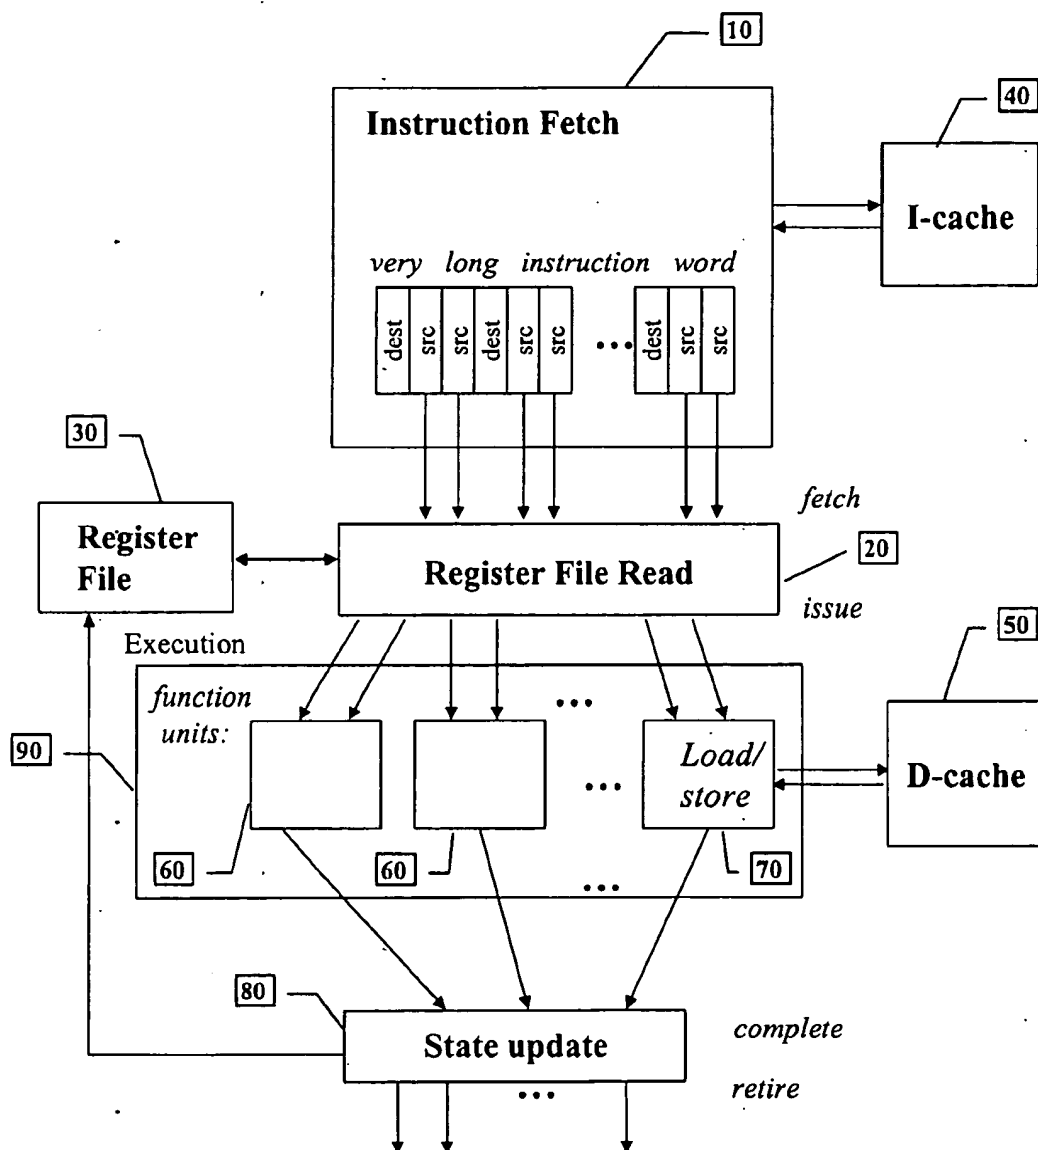 10
Instruction Fetch
40
I-cache
very long instruction word
dest src src dest src src ... dest src src
30
Register
File
fetch
20
Register File Read
issue
Execution
50
function
units:
...
90
Load/
store
...
D-cache
60
60
70
...
80
State update
complete
retire
...